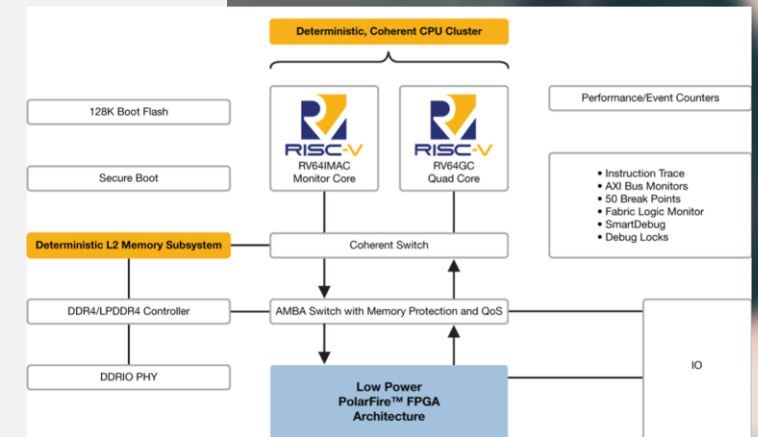 Deterministic, Coherent CPU Cluster
128K Boot Flash
RISC-V
RV64IMAC
Monitor Core
RISC-V
RV64GC
Quad Core
Performance/Event Counters
Secure Boot
• Instruction Trace
• AXI Bus Monitors
• 50 Break Points
• Fabric Logic Monitor
• SmartDebug
• Debug Locks
Deterministic L2 Memory Subsystem
Coherent Switch
DDR4/LPDDR4 Controller
AMBA Switch with Memory Protection and QoS
IO
DDRIO PHY
Low Power
PolarFire™ FPGA
Architecture